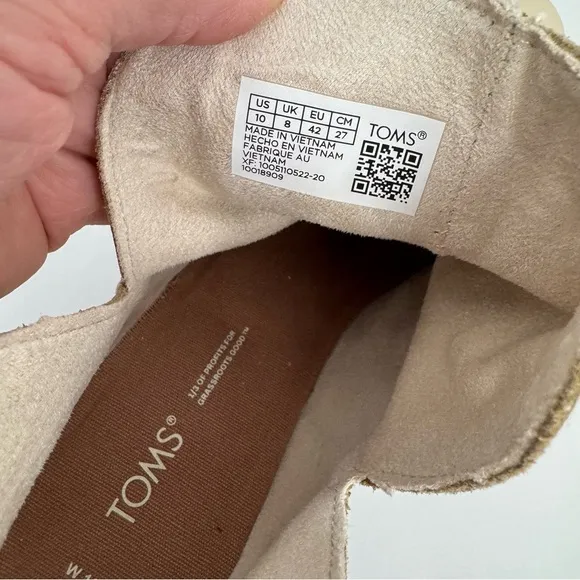 US UK EU CM
10 8 42 27
TOMS®
MADE IN VIETNAM
HECHO EN VIETNAM
FABRIQUE AU
VIETNAM
XF: 1005110522-20
10018909
1/3 OF PROFITS FOR
GRASSROOTS GOOD™
TOMS®
W